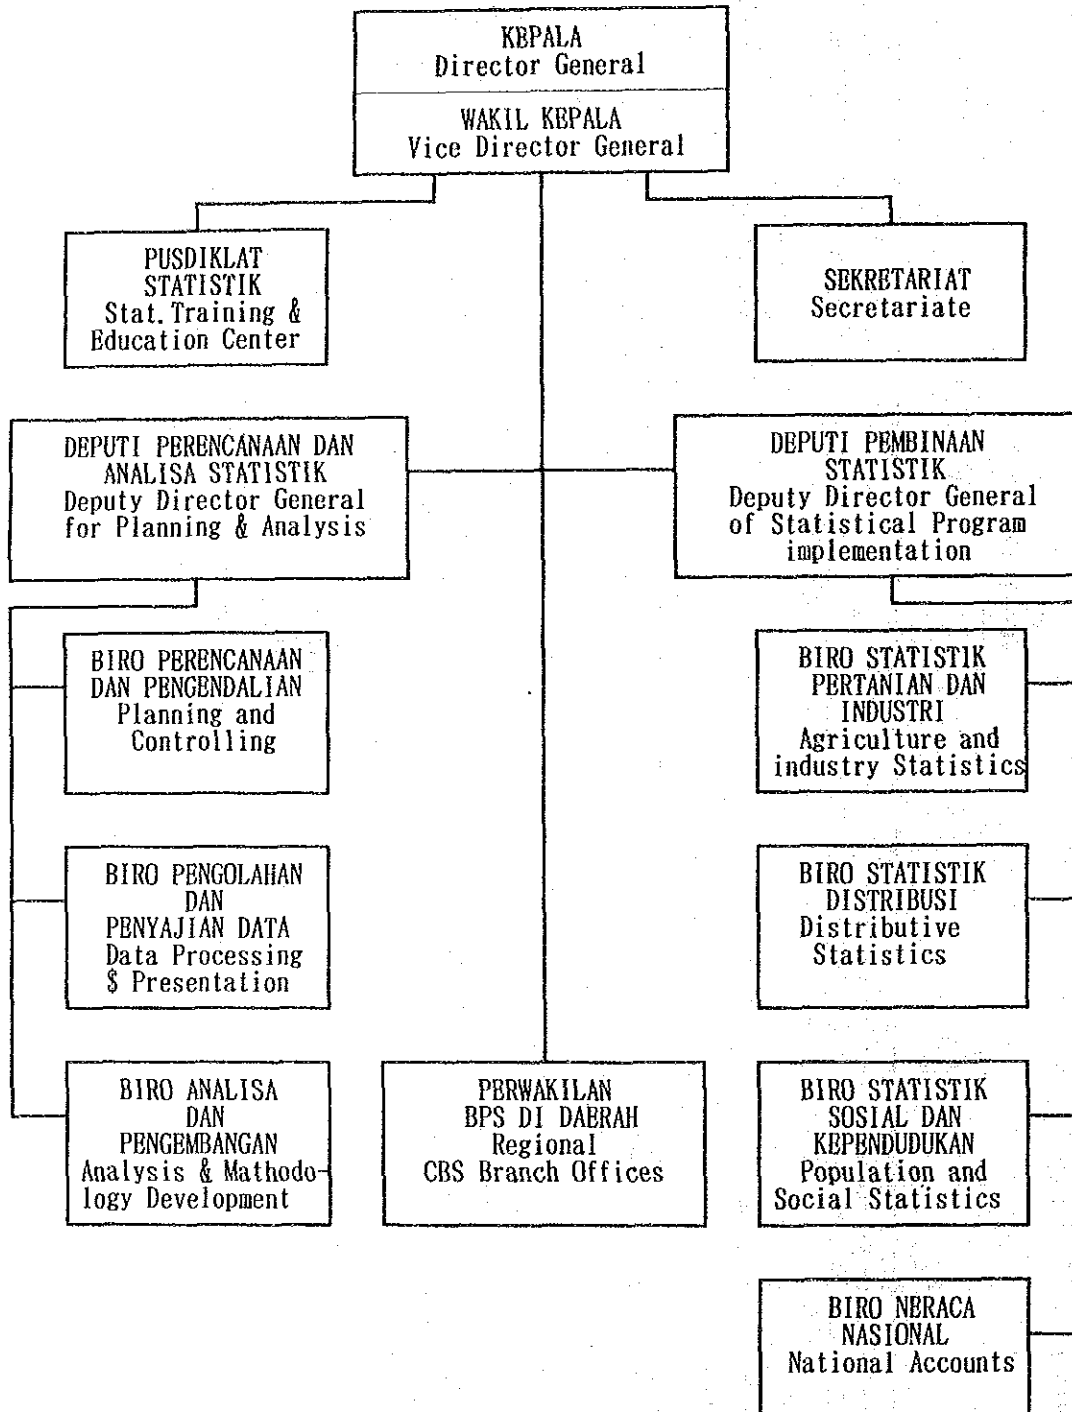 KEPALA
Director General
WAKIL KEPALA
Vice Director General
PUSDIKLAT
STATISTIK
Stat. Training &
Education Center
SEKRETARIAT
Secretariate
DEPUTI PERENCANAAN DAN
ANALISA STATISTIK
Deputy Director General
for Planning & Analysis
DEPUTI PEMBINAAN
STATISTIK
Deputy Director General
of Statistical Program
implementation
BIRO PERENCANAAN
DAN PENGENDALIAN
Planning and
Controlling
BIRO STATISTIK
PERTANIAN DAN
INDUSTRI
Agriculture and
industry Statistics
BIRO PENGOLAHAN
DAN
PENYAJIAN DATA
Data Processing
$ Presentation
BIRO STATISTIK
DISTRIBUSI
Distributive
Statistics
BIRO ANALISA
DAN
PENGEMBANGAN
Analysis & Mathodo-
logy Development
PERWAKILAN
BPS DI DAERAH
Regional
CBS Branch Offices
BIRO STATISTIK
SOSIAL DAN
KEPENDUDUKAN
Population and
Social Statistics
BIRO NERACA
NASIONAL
National Accounts